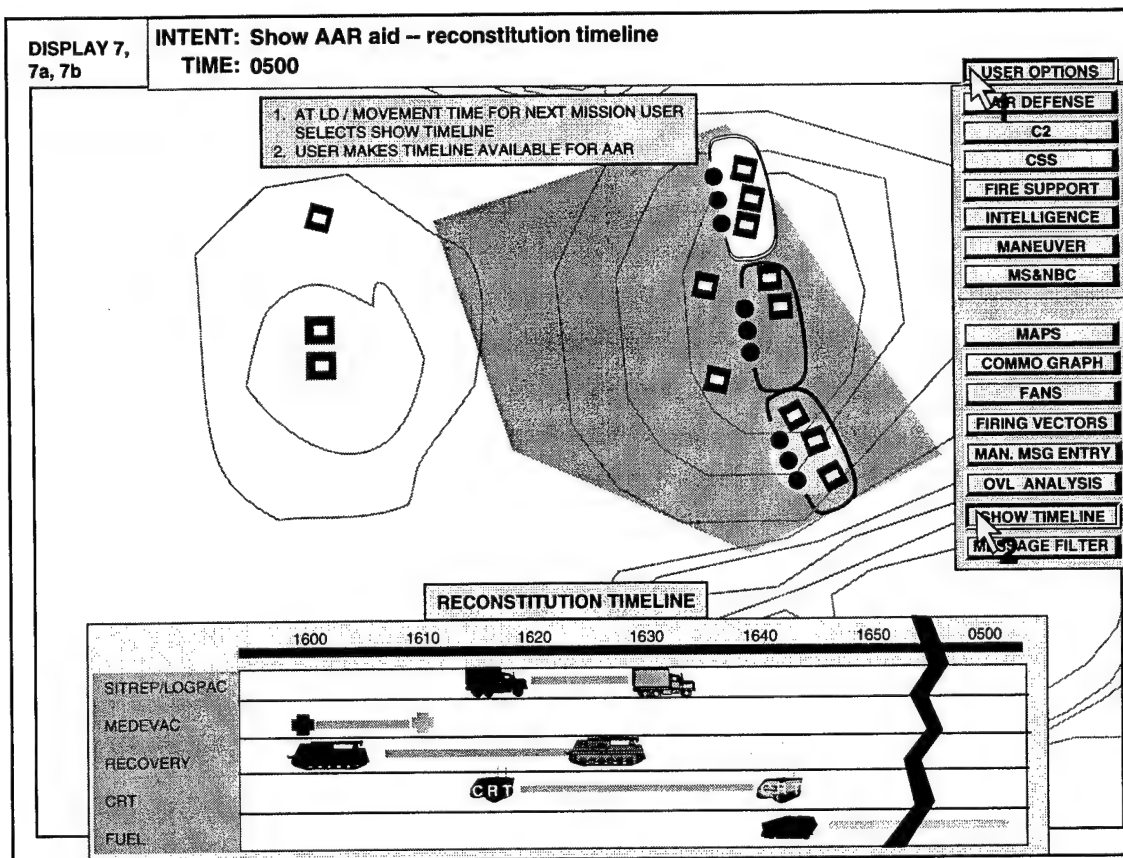 DISPLAY 7,
7a, 7b
INTENT: Show AAR aid – reconstitution timeline
TIME: 0500
1. AT LD / MOVEMENT TIME FOR NEXT MISSION USER
SELECTS SHOW TIMELINE
2. USER MAKES TIMELINE AVAILABLE FOR AAR
USER OPTIONS
AIR DEFENSE
1
C2
CSS
FIRE SUPPORT
INTELLIGENCE
MANEUVER
MS&NBC
MAPS
COMMO GRAPH
FANS
FIRING VECTORS
MAN. MSG ENTRY
OVL ANALYSIS
SHOW TIMELINE
MESSAGE FILTER
2
RECONSTITUTION TIMELINE
1600 1610 1620 1630 1640 1650 0500
SITREP/LOGPAC
MEDEVAC
RECOVERY
CRT CRT CRT
FUEL